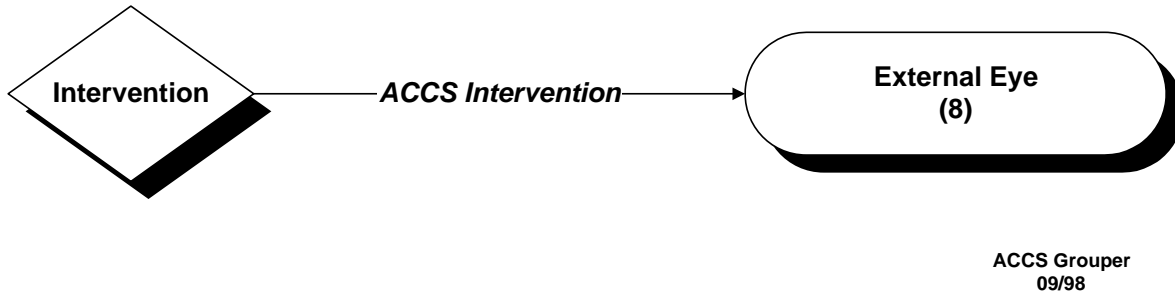 Intervention
ACCS Intervention
External Eye
(8)
ACCS Grouper
09/98